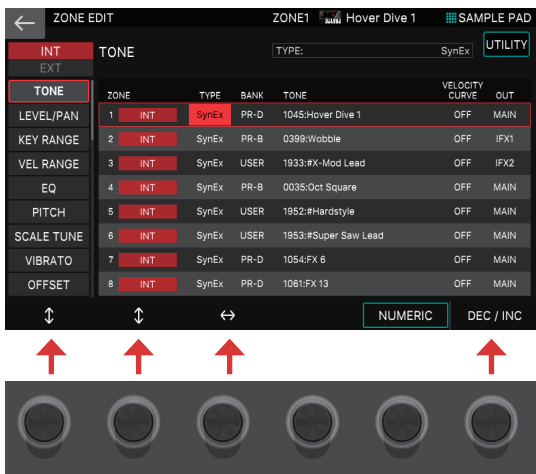 ZONE EDIT ZONE1 Hover Dive 1 SAMPLE PAD
INT TONE TYPE: SynEx UTILITY
EXT
TONE ZONE TYPE BANK TONE VELOCITY CURVE OUT
LEVEL/PAN 1 INT SynEx PR-D 1045:Hover Dive 1 OFF MAIN
KEY RANGE 2 INT SynEx PR-B 0399:Wobble OFF IFX1
VEL RANGE 3 INT SynEx USER 1933:#X-Mod Lead OFF IFX2
EQ 4 INT SynEx PR-B 0035:Oct Square OFF MAIN
PITCH 5 INT SynEx USER 1952:#Hardstyle OFF MAIN
SCALE TUNE 6 INT SynEx USER 1953:#Super Saw Lead OFF MAIN
VIBRATO 7 INT SynEx PR-D 1054:FX 6 OFF MAIN
OFFSET 8 INT SynEx PR-D 1061:FX 13 OFF MAIN
NUMERIC DEC / INC